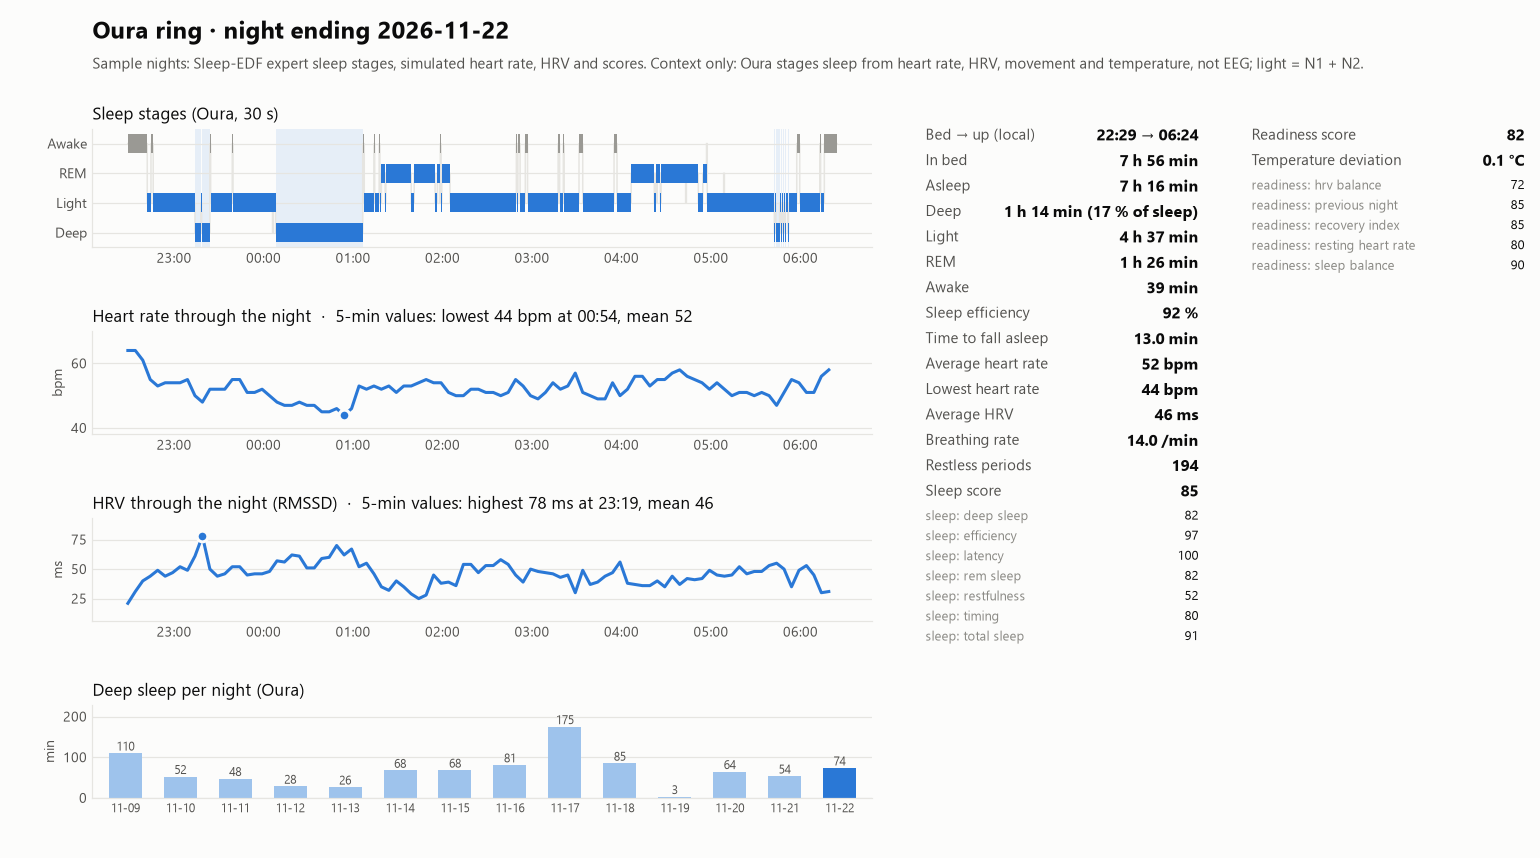 Oura ring · night ending 2026-11-22
Sample nights: Sleep-EDF expert sleep stages, simulated heart rate, HRV and scores. Context only: Oura stages sleep from heart rate, HRV, movement and temperature, not EEG; light = N1 + N2.
Sleep stages (Oura, 30 s)
Awake
REM
Light
Deep
23:00 00:00 01:00 02:00 03:00 04:00 05:00 06:00
Heart rate through the night · 5-min values: lowest 44 bpm at 00:54, mean 52
bpm
60
40
23:00 00:00 01:00 02:00 03:00 04:00 05:00 06:00
HRV through the night (RMSSD) · 5-min values: highest 78 ms at 23:19, mean 46
ms
75
50
25
23:00 00:00 01:00 02:00 03:00 04:00 05:00 06:00
Deep sleep per night (Oura)
min
200
100
0
110 52 48 28 26 68 68 81 175 85 3 64 54 74
11-09 11-10 11-11 11-12 11-13 11-14 11-15 11-16 11-17 11-18 11-19 11-20 11-21 11-22
Bed → up (local) 22:29 → 06:24
In bed 7 h 56 min
Asleep 7 h 16 min
Deep 1 h 14 min (17 % of sleep)
Light 4 h 37 min
REM 1 h 26 min
Awake 39 min
Sleep efficiency 92 %
Time to fall asleep 13.0 min
Average heart rate 52 bpm
Lowest heart rate 44 bpm
Average HRV 46 ms
Breathing rate 14.0 /min
Restless periods 194
Sleep score 85
sleep: deep sleep 82
sleep: efficiency 97
sleep: latency 100
sleep: rem sleep 82
sleep: restfulness 52
sleep: timing 80
sleep: total sleep 91
Readiness score 82
Temperature deviation 0.1 °C
readiness: hrv balance 72
readiness: previous night 85
readiness: recovery index 85
readiness: resting heart rate 80
readiness: sleep balance 90